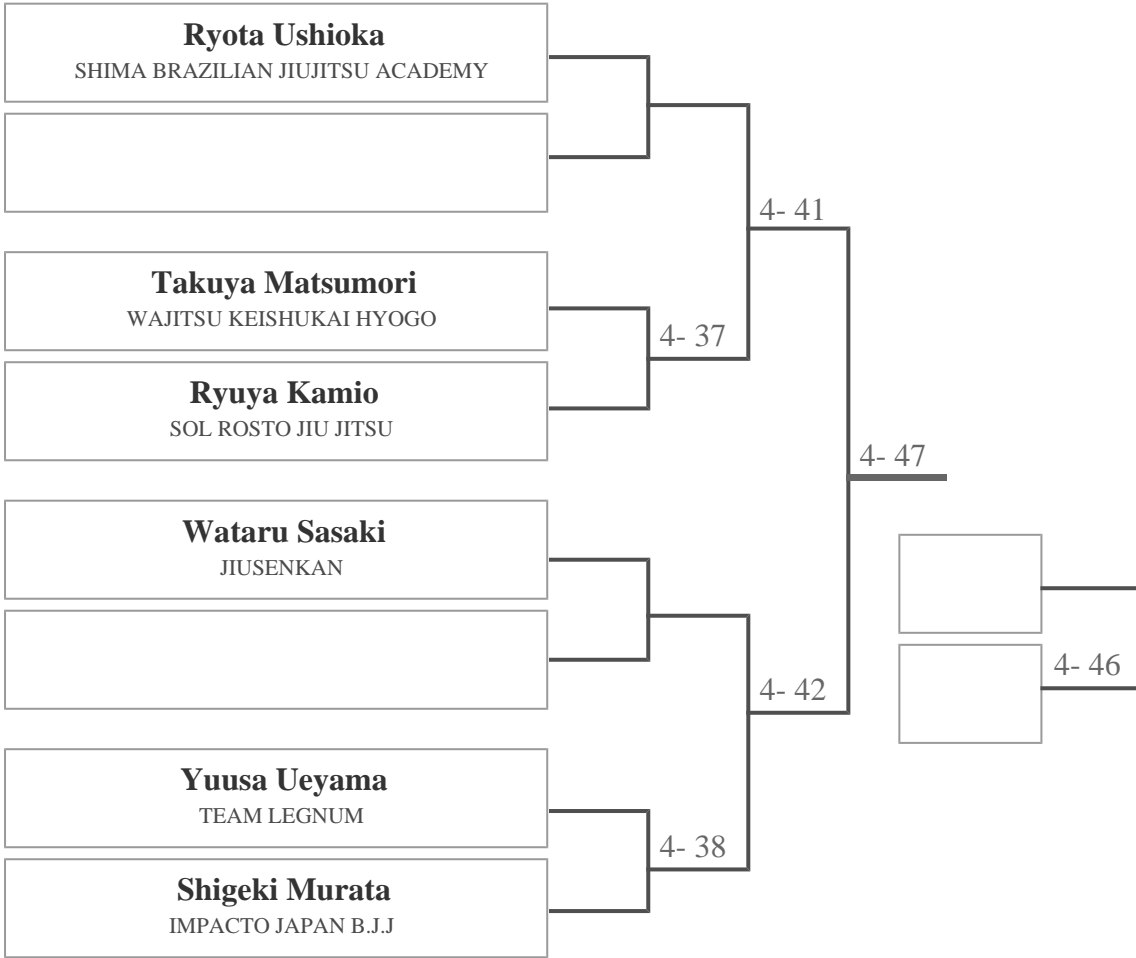 Ryota Ushioka
SHIMA BRAZILIAN JIUJITSU ACADEMY
4- 41
Takuya Matsumori
WAJITSU KEISHUKAI HYOGO
4- 37
Ryuya Kamio
SOL ROSTO JIU JITSU
4- 47
Wataru Sasaki
JIUSENKAN
4- 46
4- 42
Yuusa Ueyama
TEAM LEGNUM
4- 38
Shigeki Murata
IMPACTO JAPAN B.J.J